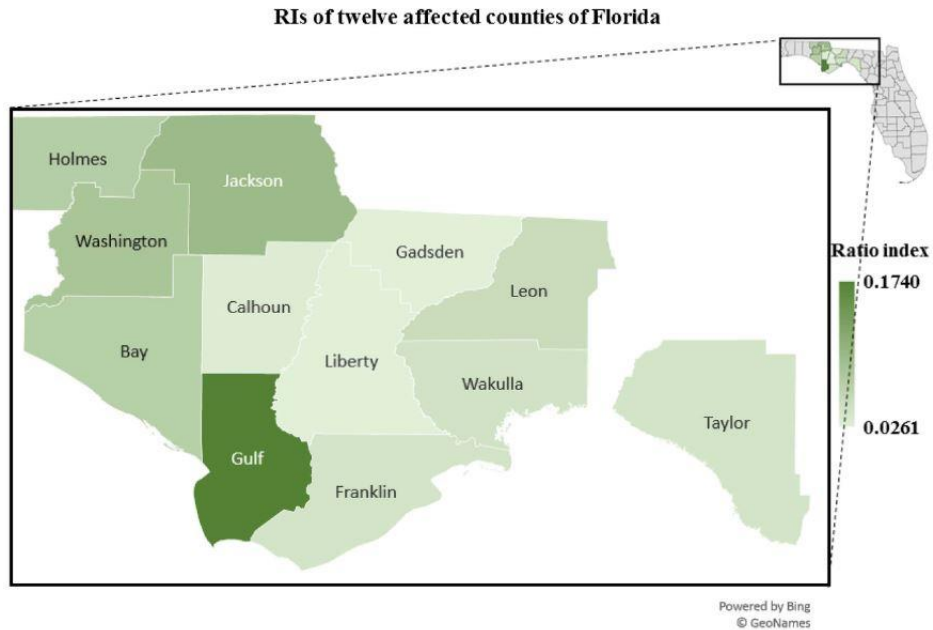 RIs of twelve affected counties of Florida
Holmes
Jackson
Washington
Gadsden
Ratio index
0.1740
Leon
Calhoun
Bay
Liberty
Wakulla
Taylor
0.0261
Gulf
Franklin
Powered by Bing
© GeoNames